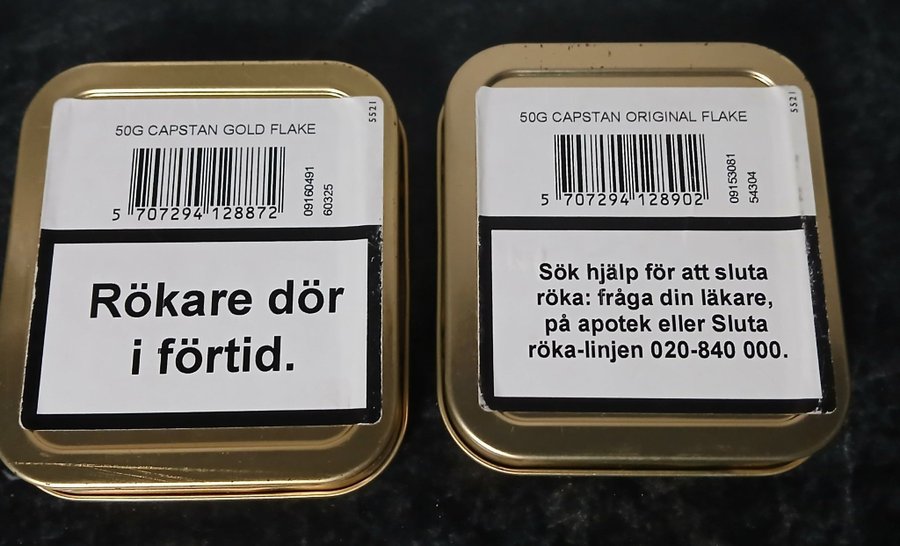 50G CAPSTAN GOLD FLAKE
SS21
5 707294 128872
09160491
60325
Rökare dör
i förtid.
50G CAPSTAN ORIGINAL FLAKE
SS21
5 707294 128902
09153081
54304
Sök hjälp för att sluta
röka: fråga din läkare,
på apotek eller Sluta
röka-linjen 020-840 000.